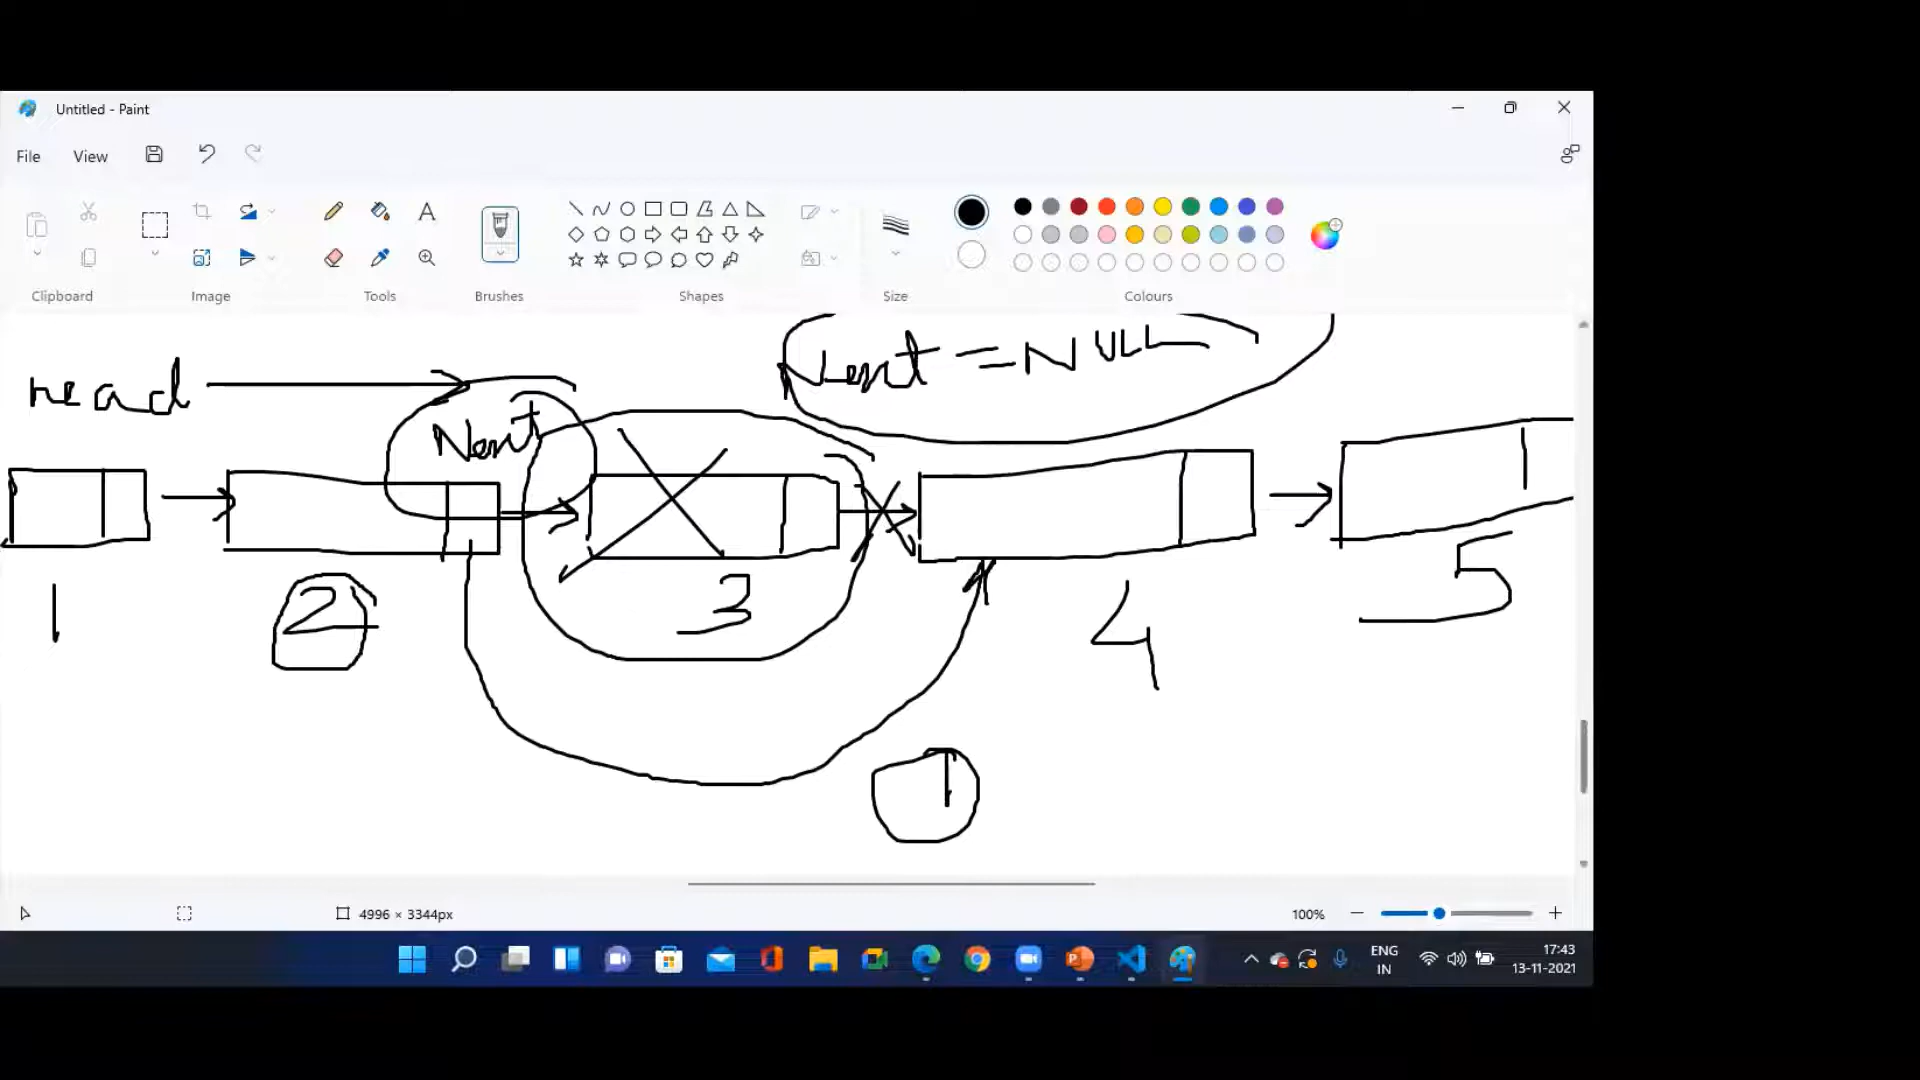 Untitled - Paint
File View
Clipboard Image Tools Brushes Shapes Size Colours
Next = NULL
head
Next
1 2 3 4 5
1
4996 × 3344px 100%
ENG 17:43
IN 13-11-2021